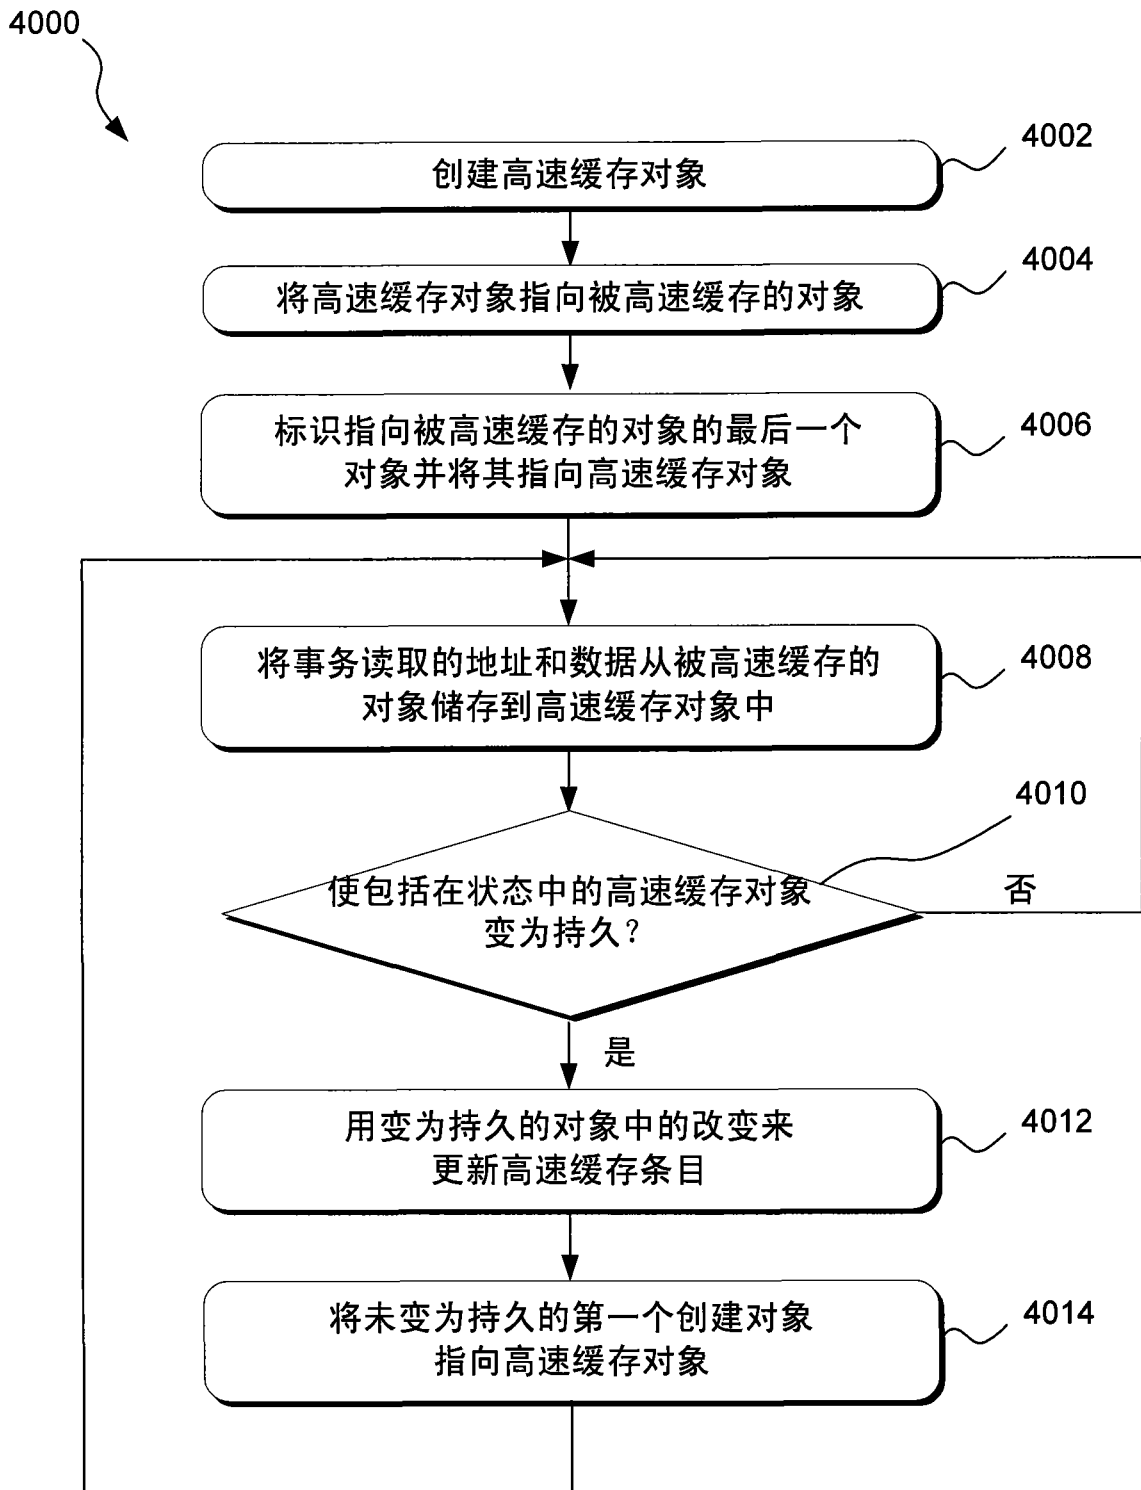 4000
4002
创建高速缓存对象
4004
将高速缓存对象指向被高速缓存的对象
4006
标识指向被高速缓存的对象的最后一个
对象并将其指向高速缓存对象
4008
将事务读取的地址和数据从被高速缓存的
对象储存到高速缓存对象中
4010
使包括在状态中的高速缓存对象
变为持久?
否
是
4012
用变为持久的对象中的改变来
更新高速缓存条目
4014
将未变为持久的第一个创建对象
指向高速缓存对象